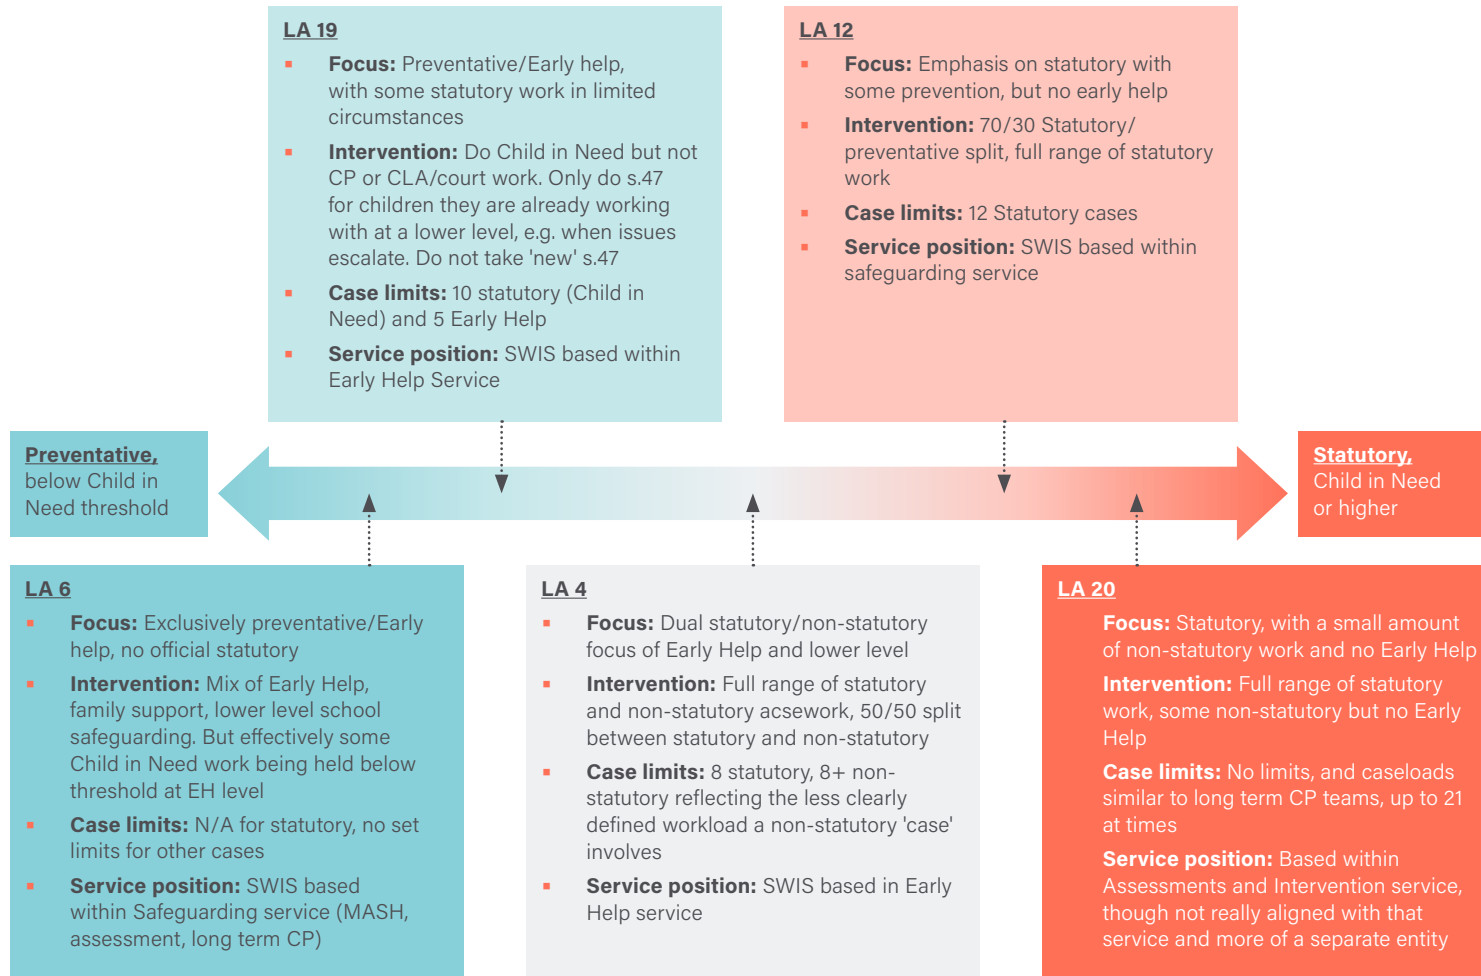 LA 19
Focus: Preventative/Early help,
with some statutory work in limited
circumstances
Intervention: Do Child in Need but not
CP or CLA/court work. Only do s.47
for children they are already working
with at a lower level, e.g. when issues
escalate. Do not take 'new' s.47
Case limits: 10 statutory (Child in
Need) and 5 Early Help
Service position: SWIS based within
Early Help Service
LA 12
Focus: Emphasis on statutory with
some prevention, but no early help
Intervention: 70/30 Statutory/
preventative split, full range of statutory
work
Case limits: 12 Statutory cases
Service position: SWIS based within
safeguarding service
Preventative,
below Child in
Need threshold
Statutory,
Child in Need
or higher
LA 6
Focus: Exclusively preventative/Early
help, no official statutory
Intervention: Mix of Early Help,
family support, lower level school
safeguarding. But effectively some
Child in Need work being held below
threshold at EH level
Case limits: N/A for statutory, no set
limits for other cases
Service position: SWIS based
within Safeguarding service (MASH,
assessment, long term CP)
LA 4
Focus: Dual statutory/non-statutory
focus of Early Help and lower level
Intervention: Full range of statutory
and non-statutory acsework, 50/50 split
between statutory and non-statutory
Case limits: 8 statutory, 8+ non-
statutory reflecting the less clearly
defined workload a non-statutory 'case'
involves
Service position: SWIS based in Early
Help service
LA 20
Focus: Statutory, with a small amount
of non-statutory work and no Early Help
Intervention: Full range of statutory
work, some non-statutory but no Early
Help
Case limits: No limits, and caseloads
similar to long term CP teams, up to 21
at times
Service position: Based within
Assessments and Intervention service,
though not really aligned with that
service and more of a separate entity